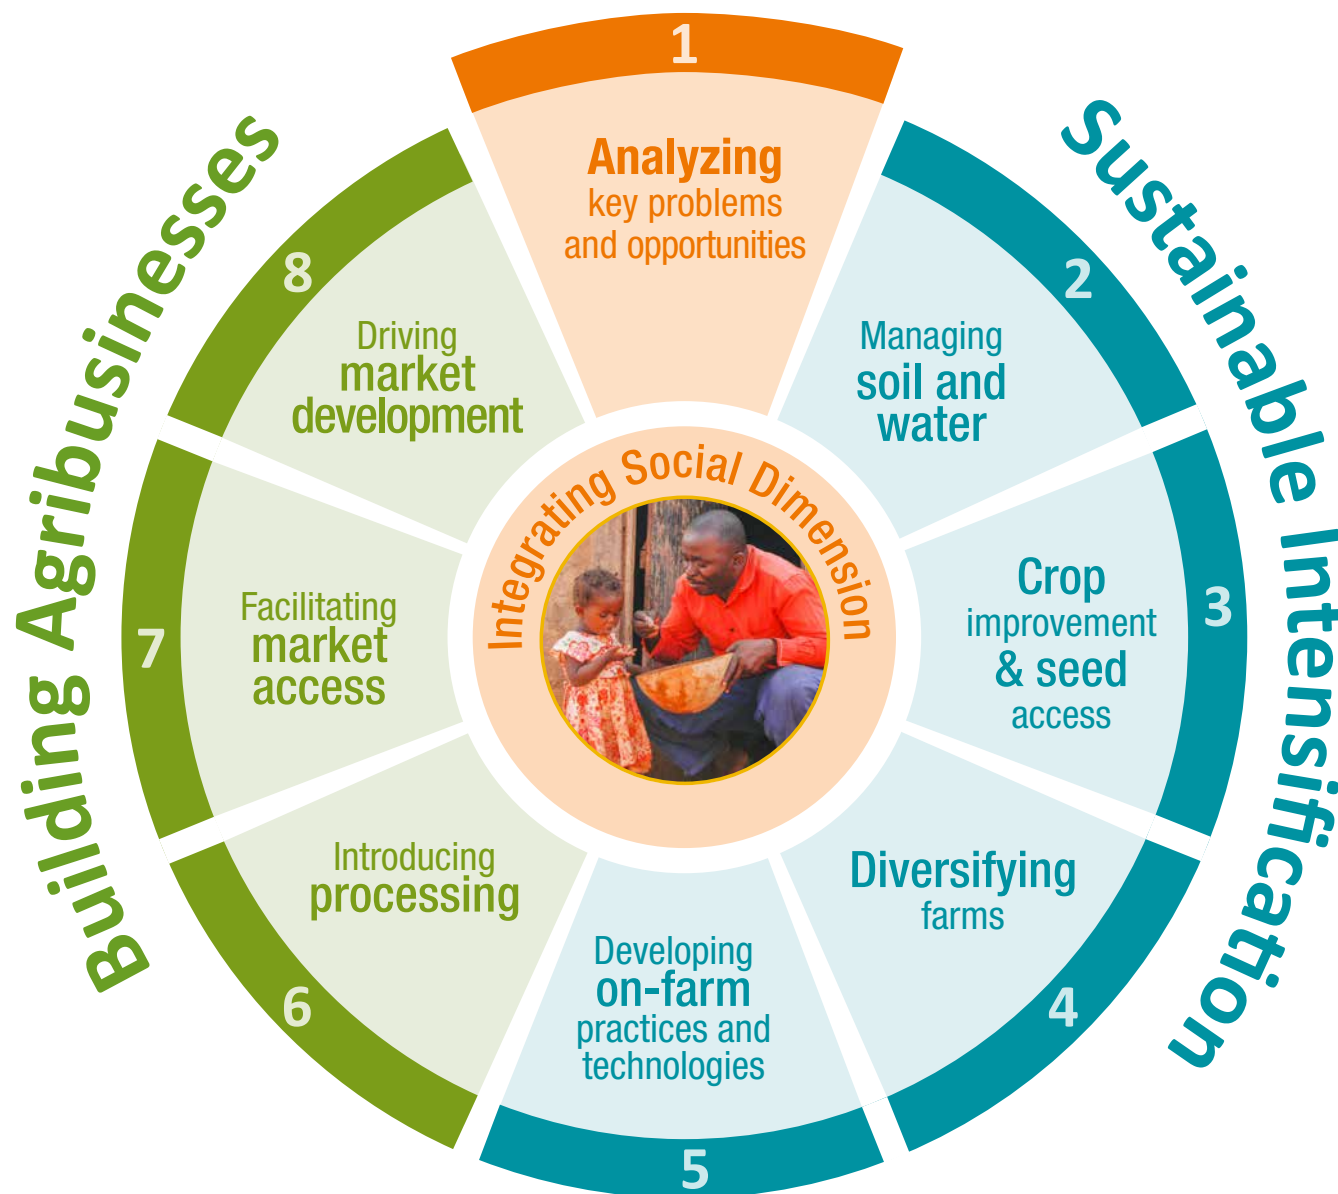 1
Analyzing
key problems
and opportunities
Sustainable Intensification
2
Managing
soil and
water
3
Crop
improvement
& seed
access
4
Diversifying
farms
5
Developing
on-farm
practices and
technologies
Building Agribusinesses
6
Introducing
processing
7
Facilitating
market
access
8
Driving
market
development
Integrating Social Dimension